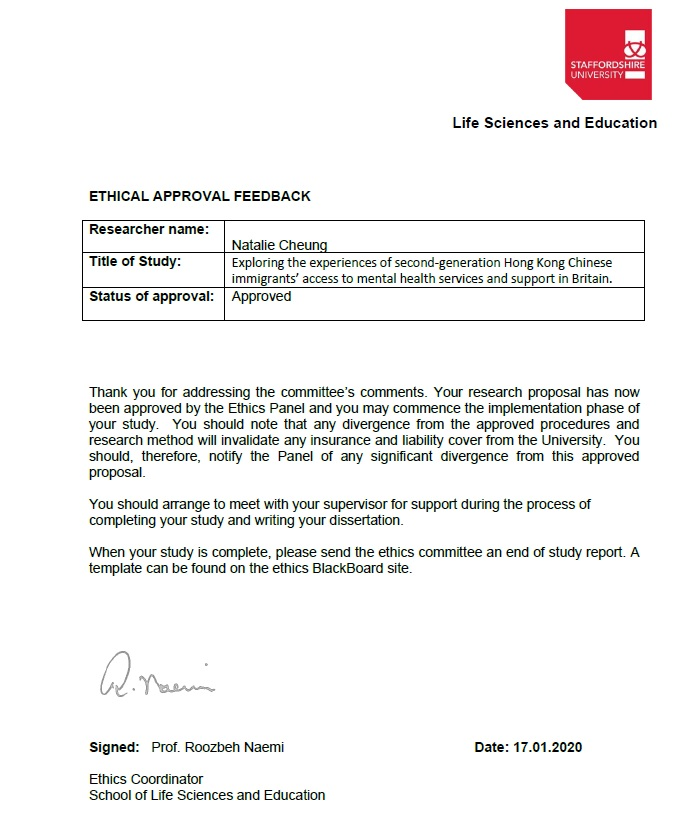 STAFFORDSHIRE
UNIVERSITY
Life Sciences and Education
ETHICAL APPROVAL FEEDBACK
Researcher name:
Natalie Cheung
Title of Study:
Exploring the experiences of second-generation Hong Kong Chinese
immigrants’ access to mental health services and support in Britain.
Status of approval:
Approved
Thank you for addressing the committee’s comments. Your research proposal has now
been approved by the Ethics Panel and you may commence the implementation phase of
your study. You should note that any divergence from the approved procedures and
research method will invalidate any insurance and liability cover from the University. You
should, therefore, notify the Panel of any significant divergence from this approved
proposal.
You should arrange to meet with your supervisor for support during the process of
completing your study and writing your dissertation.
When your study is complete, please send the ethics committee an end of study report. A
template can be found on the ethics BlackBoard site.
R. Naemi
Signed: Prof. Roozbeh Naemi
Date: 17.01.2020
Ethics Coordinator
School of Life Sciences and Education